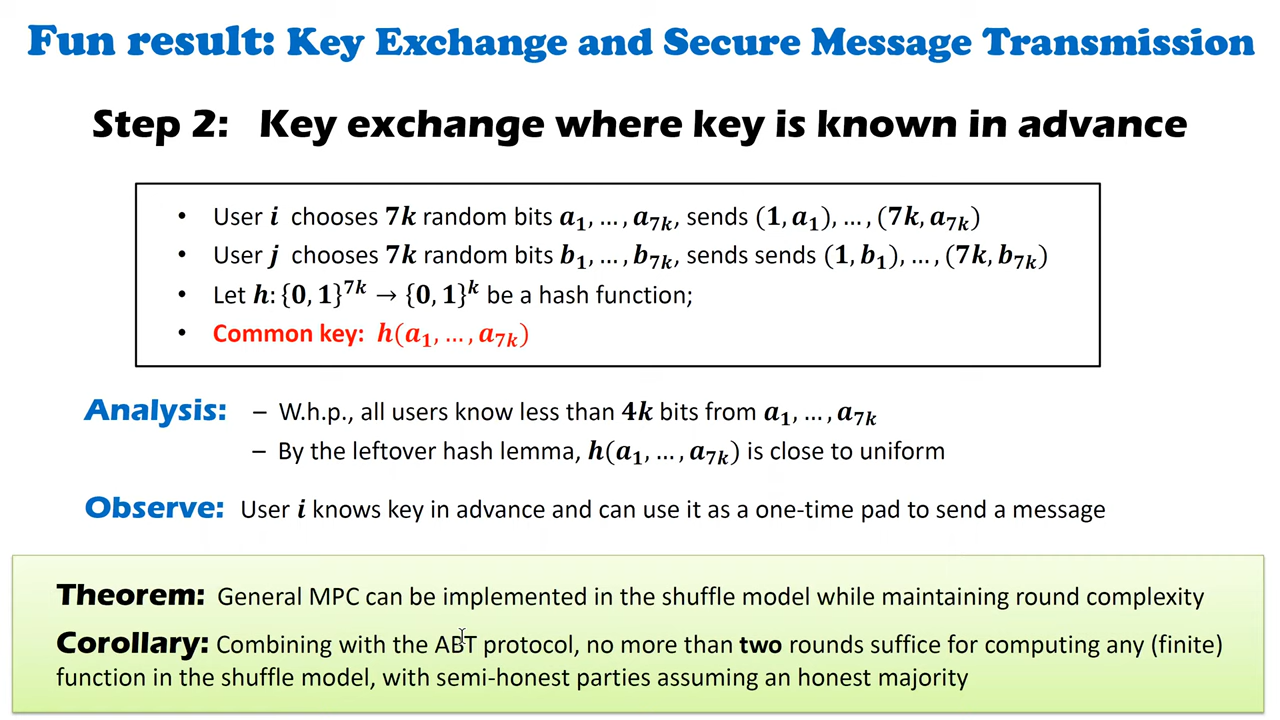 Fun result: Key Exchange and Secure Message Transmission
Step 2: Key exchange where key is known in advance
• User i chooses 7k random bits a₁, … , a₇ₖ, sends (1, a₁), … , (7k, a₇ₖ)
• User j chooses 7k random bits b₁, … , b₇ₖ, sends sends (1, b₁), … , (7k, b₇ₖ)
• Let h: {0, 1}⁷ᵏ → {0, 1}ᵏ be a hash function;
• Common key: h(a₁, … , a₇ₖ)
Analysis: – W.h.p., all users know less than 4k bits from a₁, … , a₇ₖ
– By the leftover hash lemma, h(a₁, … , a₇ₖ) is close to uniform
Observe: User i knows key in advance and can use it as a one-time pad to send a message
Theorem: General MPC can be implemented in the shuffle model while maintaining round complexity
Corollary: Combining with the ABT protocol, no more than two rounds suffice for computing any (finite)
function in the shuffle model, with semi-honest parties assuming an honest majority